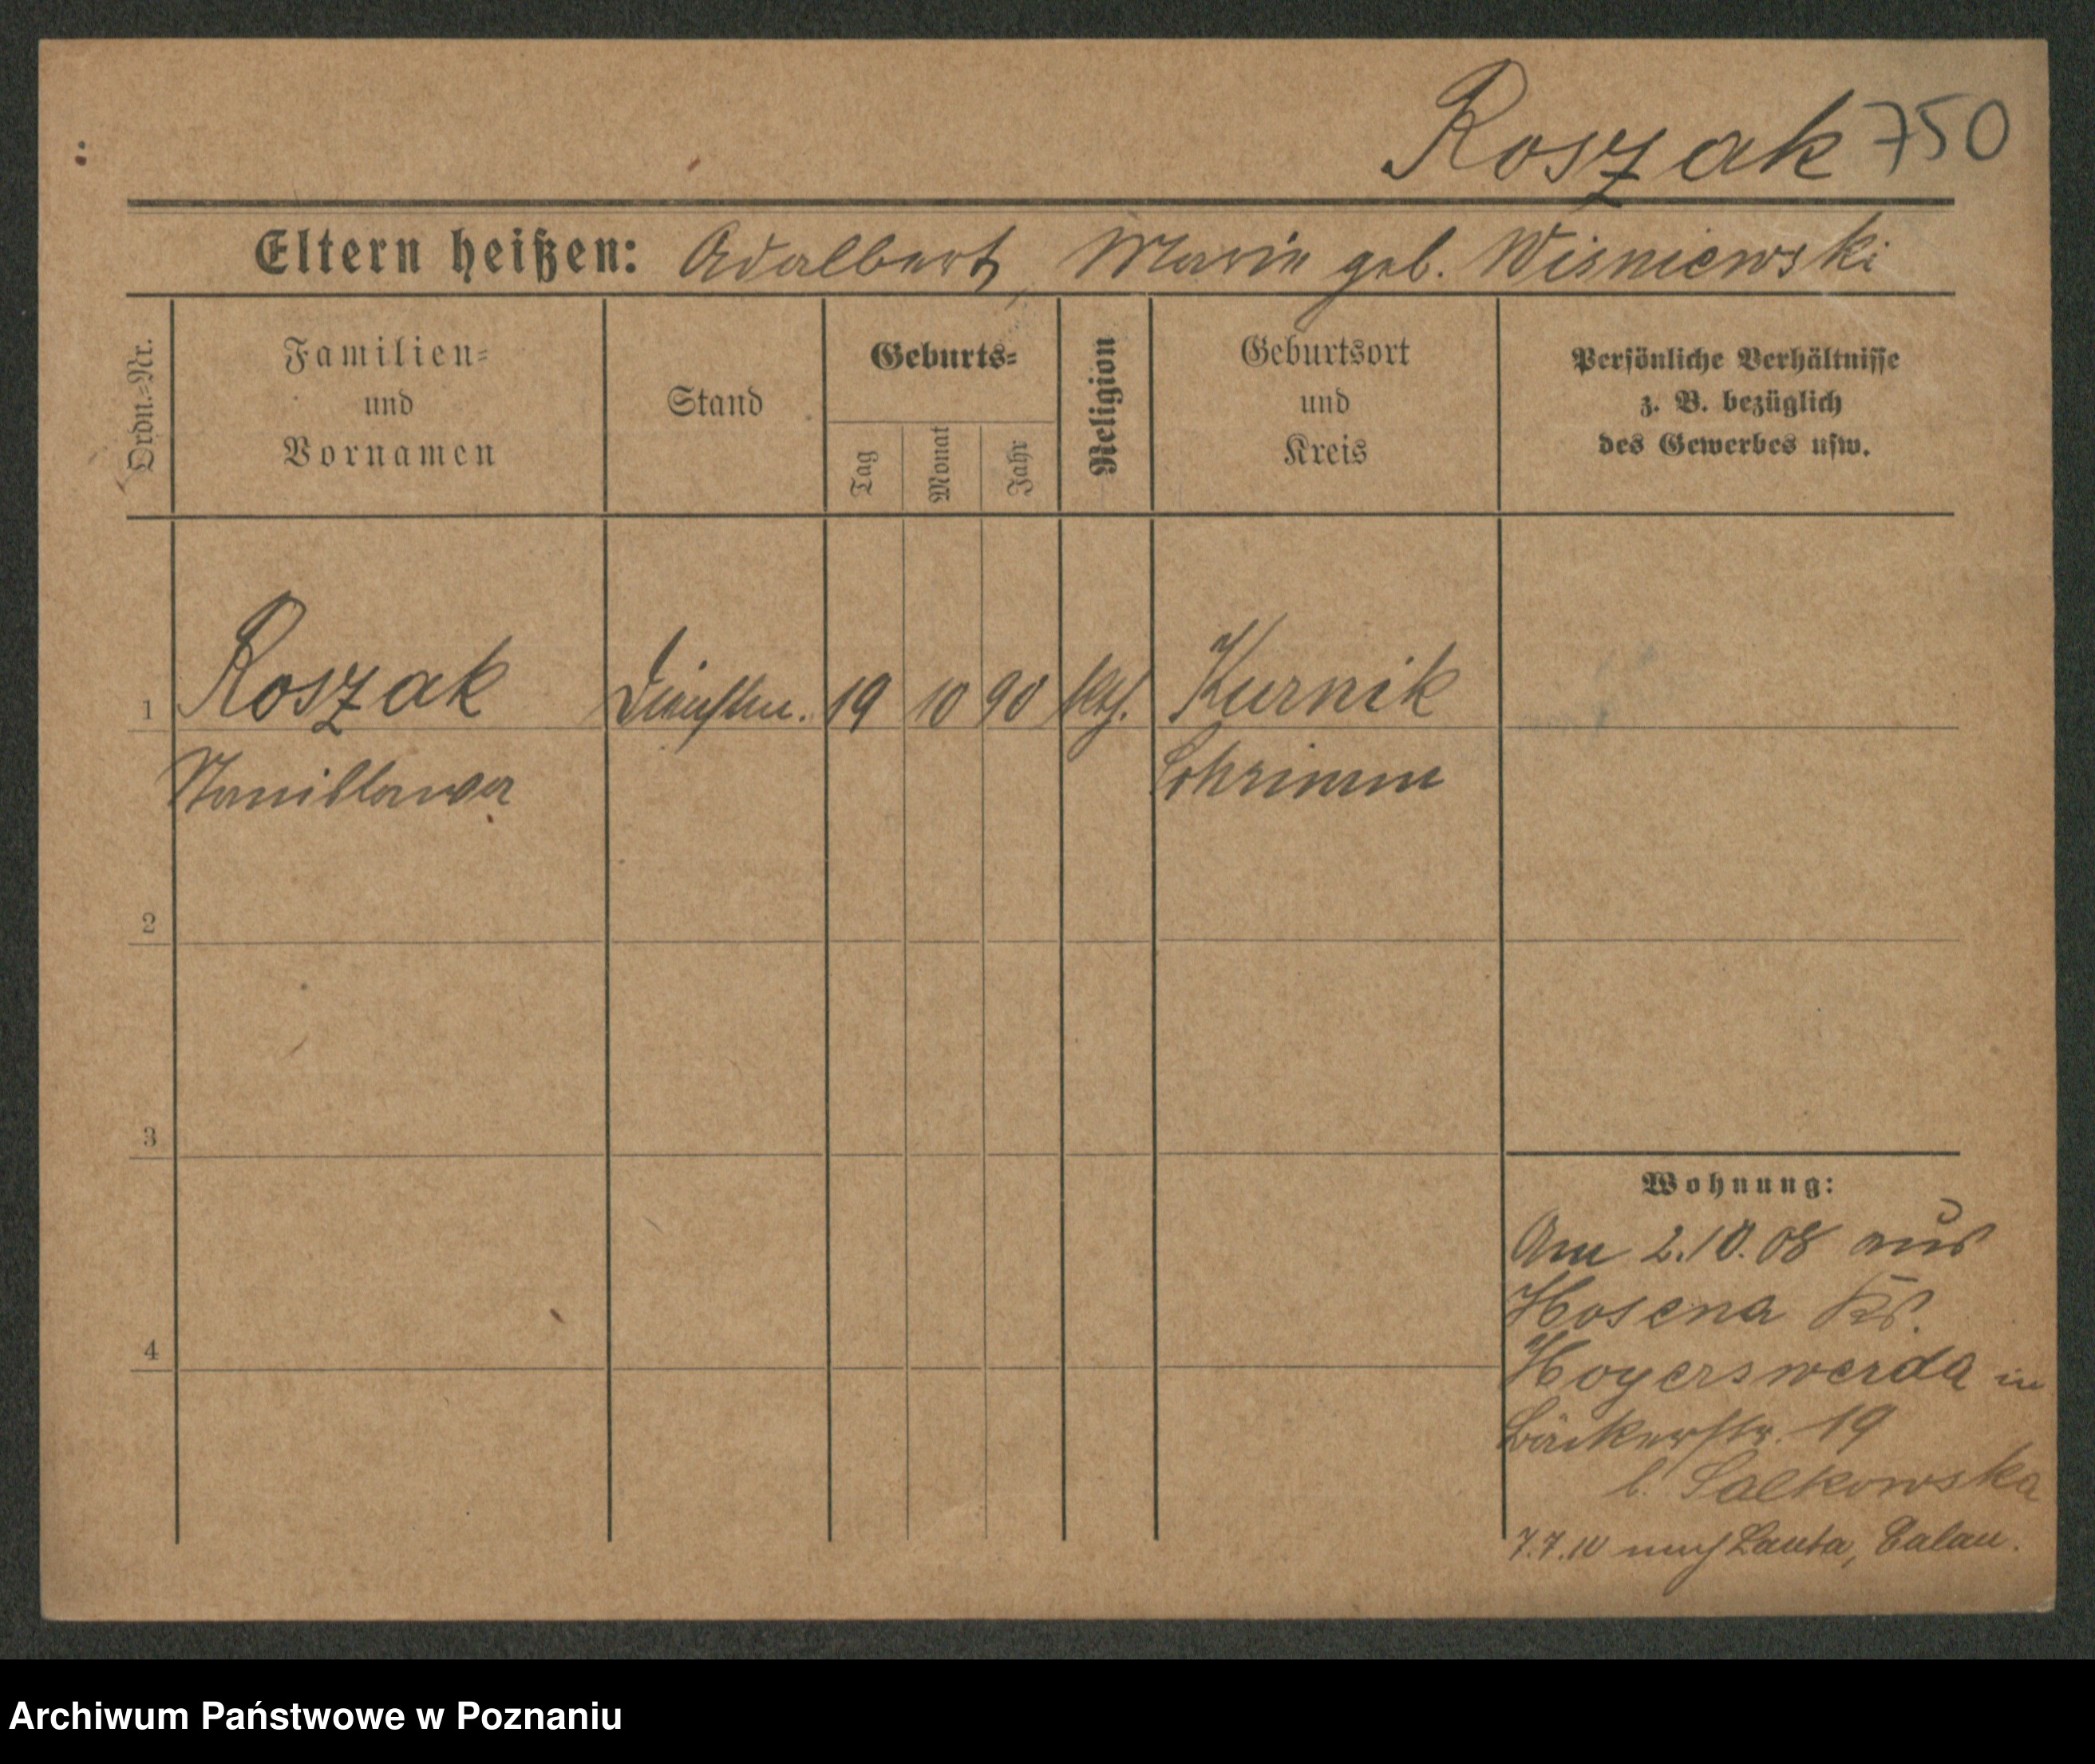 Roszak 750
Eltern heißen: Adalbert, Marie geb. Wisniewski
Ordn.=Nr.
Familien=
und
Vornamen
Stand
Geburts=
Tag
Monat
Jahr
Religion
Geburtsort
und
Kreis
Persönliche Verhältnisse
z. B. bezüglich
des Gewerbes usw.
1 Roszak 19 10 90 kth. Kurnik
Stanislawa Schrimm
2
3
Wohnung:
Am 2.10.08 aus
Hosena Kr.
4
Hoyerswerda in
Bäckerstr. 19
b. Salkowska
7.7.10 nach Lauta, Calau.
Archiwum Państwowe w Poznaniu